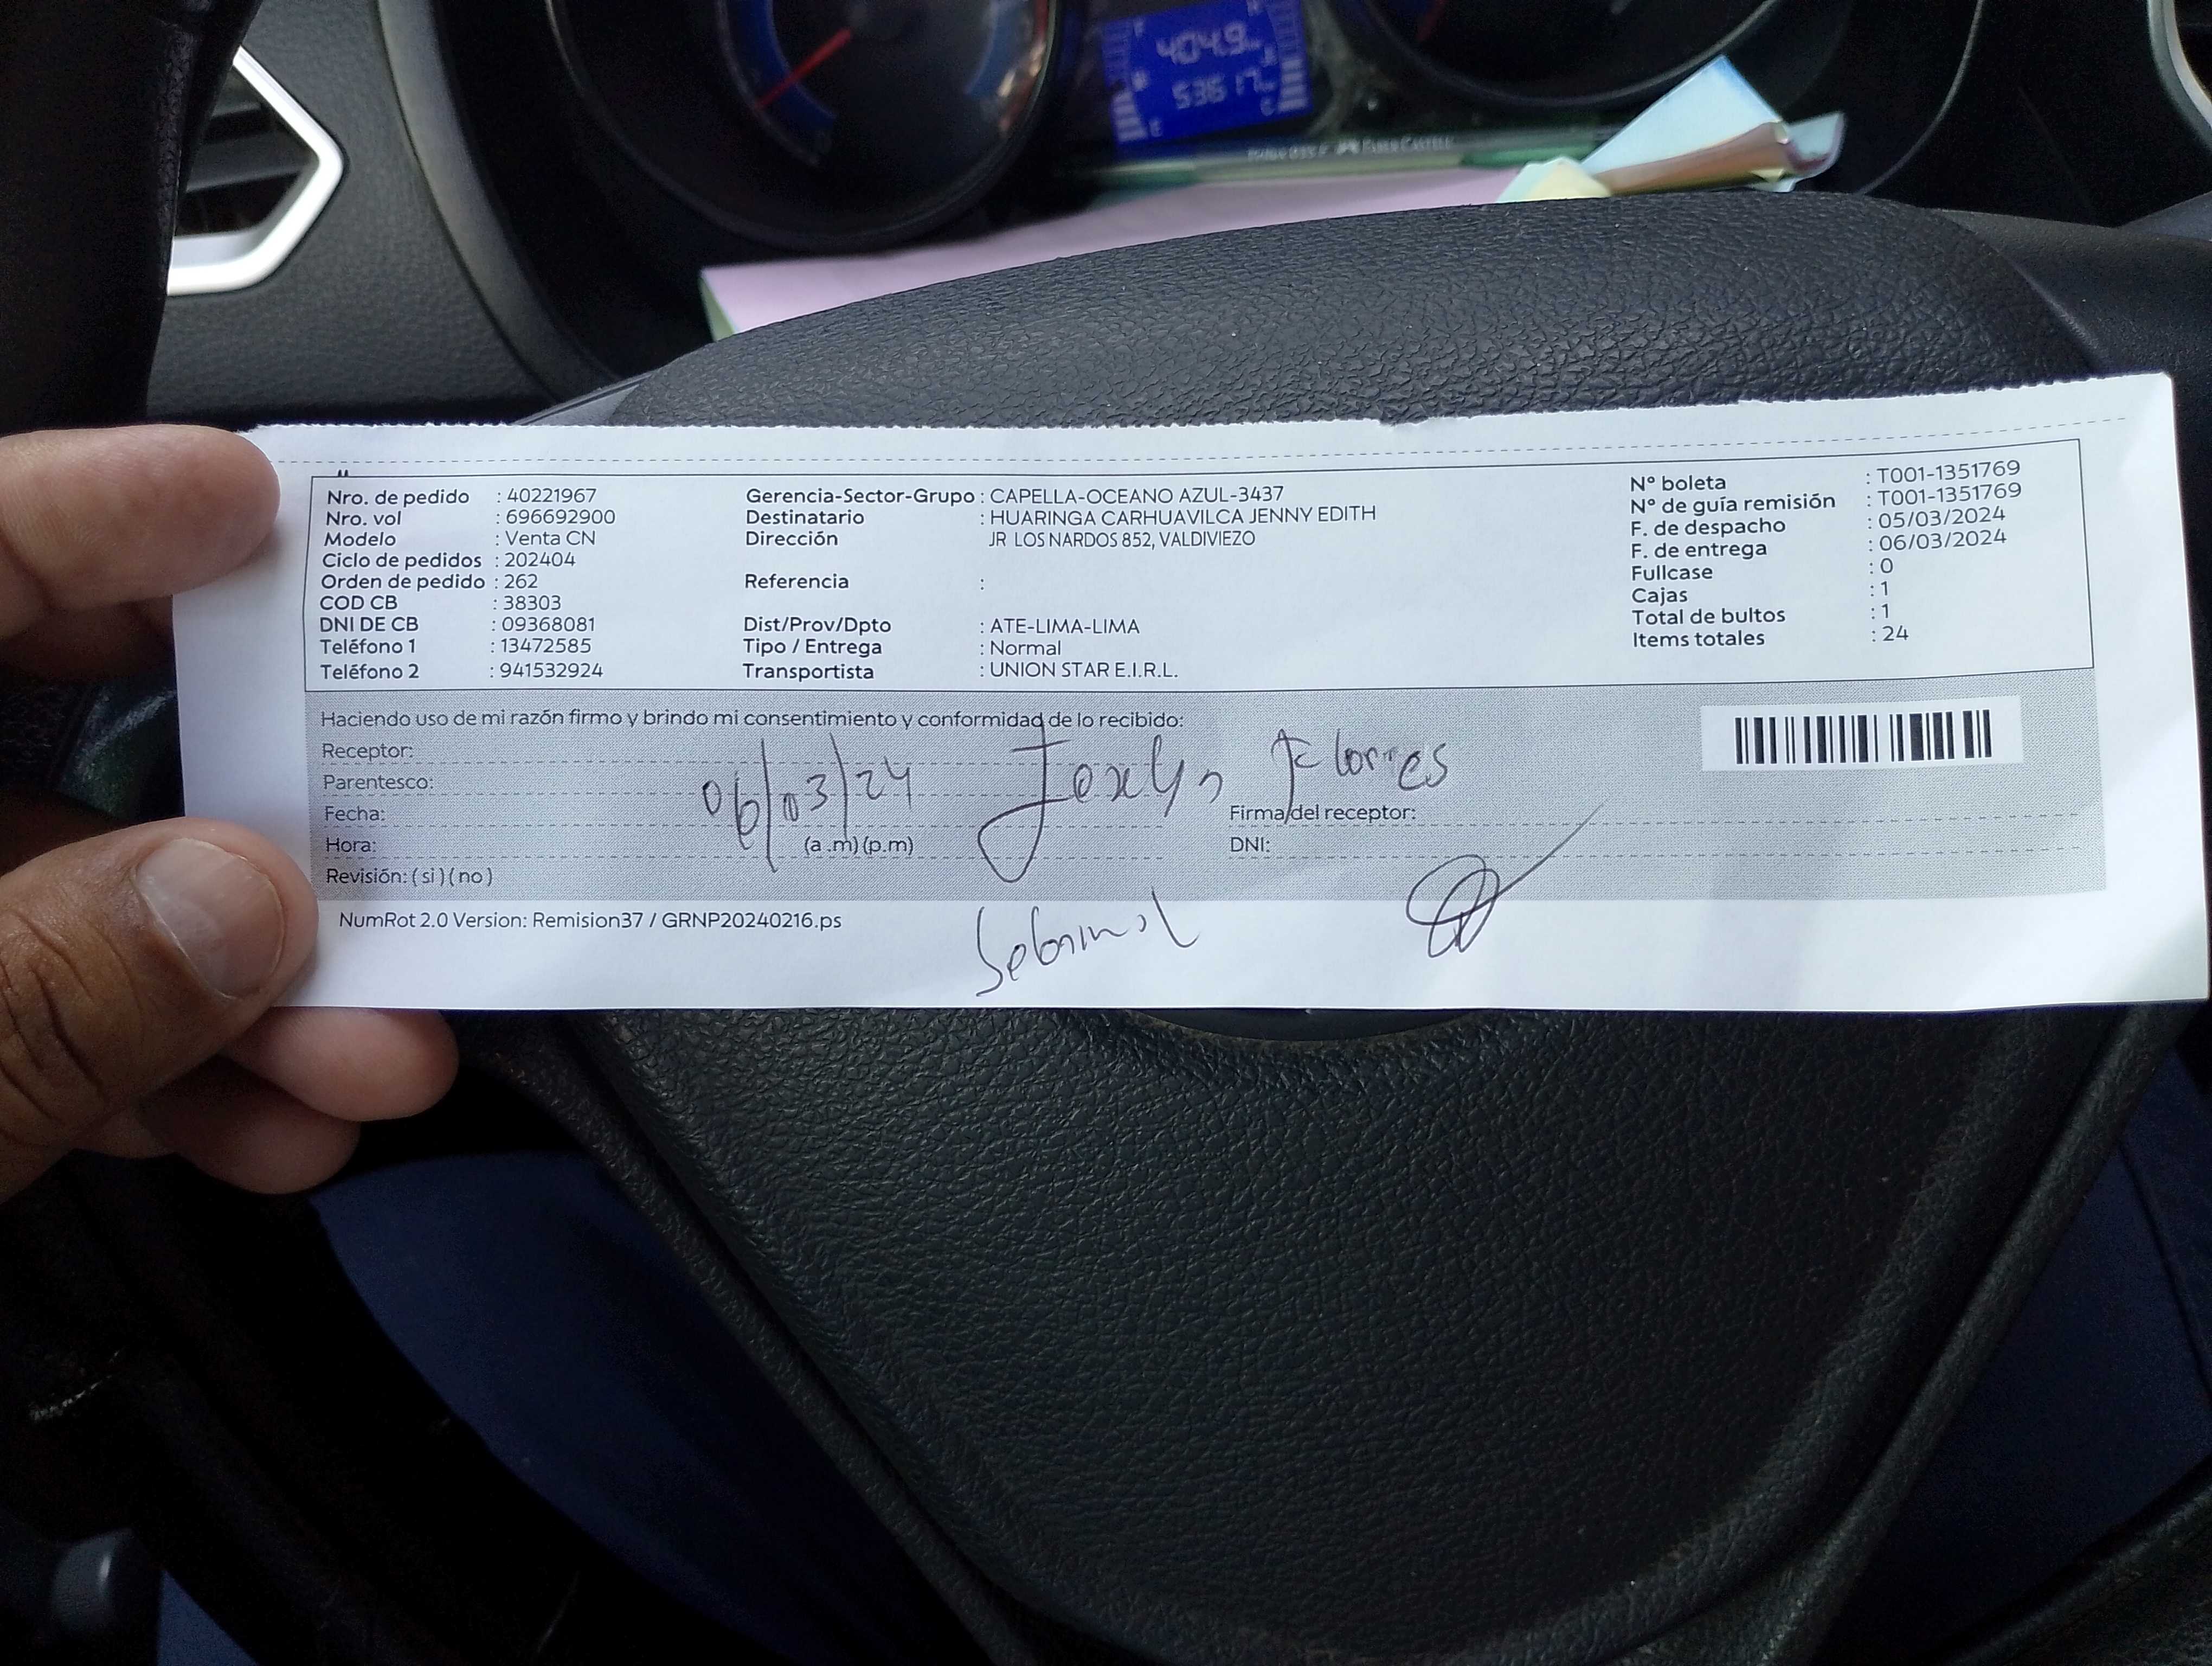 404.9
Nro. de pedido : 40221967
Nro. vol : 696692900
Modelo : Venta CN
Ciclo de pedidos : 202404
Orden de pedido : 262
COD CB : 38303
DNI DE CB : 09368081
Teléfono 1 : 13472585
Teléfono 2 : 941532924
Gerencia-Sector-Grupo : CAPELLA-OCEANO AZUL-3437
Destinatario : HUARINGA CARHUAVILCA JENNY EDITH
Dirección JR LOS NARDOS 852, VALDIVIEZO
Referencia :
Dist/Prov/Dpto : ATE-LIMA-LIMA
Tipo / Entrega : Normal
Transportista : UNION STAR E.I.R.L.
N° boleta : T001-1351769
N° de guía remisión : T001-1351769
F. de despacho : 05/03/2024
F. de entrega : 06/03/2024
Fullcase : 0
Cajas : 1
Total de bultos : 1
Items totales : 24
Haciendo uso de mi razón firmo y brindo mi consentimiento y conformidad de lo recibido:
Receptor:
Parentesco:
Fecha: 06/03/24
Hora: (a .m) (p.m)
Revisión: ( si ) ( no )
Firma del receptor:
DNI:
NumRot 2.0 Version: Remision37 / GRNP20240216.ps